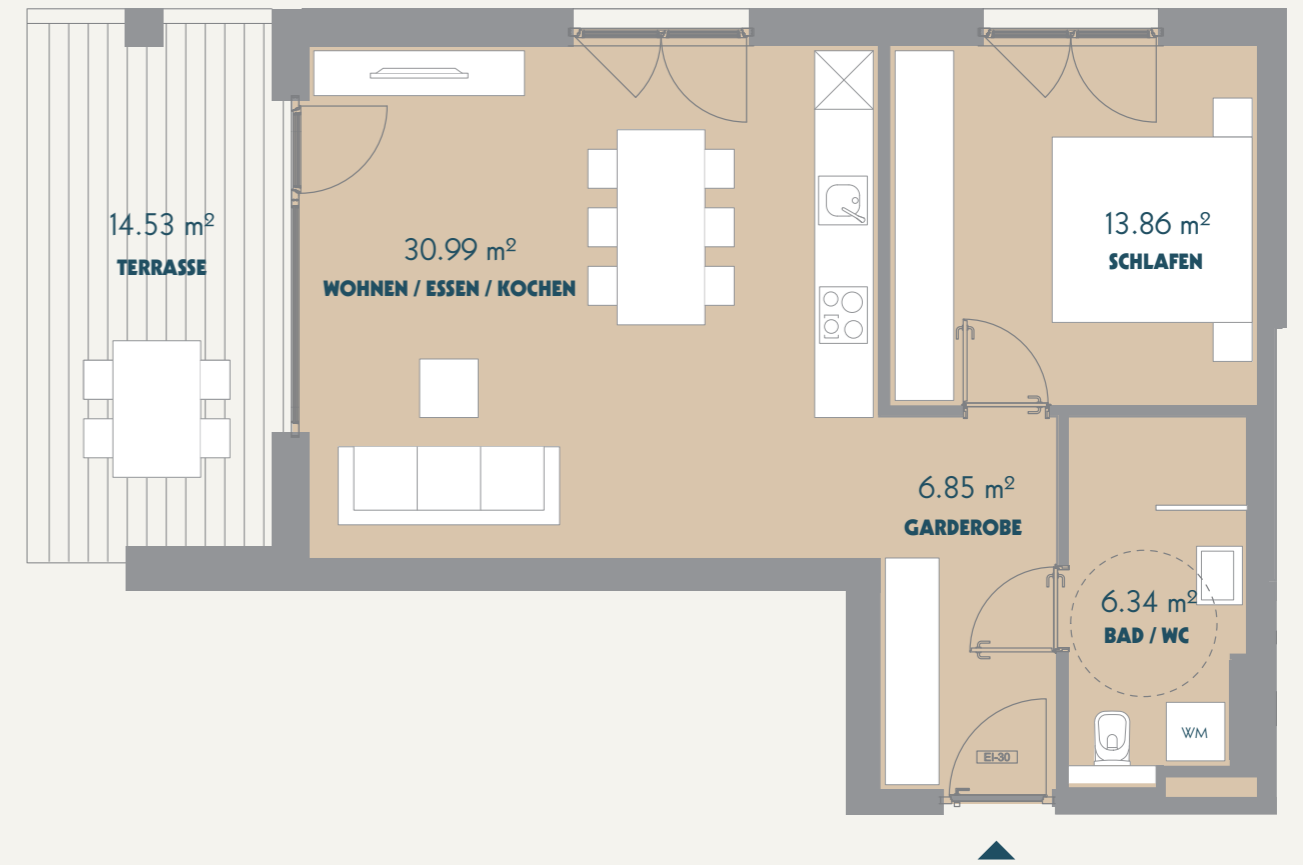 14.53 m²
TERRASSE
30.99 m²
WOHNEN / ESSEN / KOCHEN
13.86 m²
SCHLAFEN
6.85 m²
GARDEROBE
6.34 m²
BAD / WC
WM
EI-30